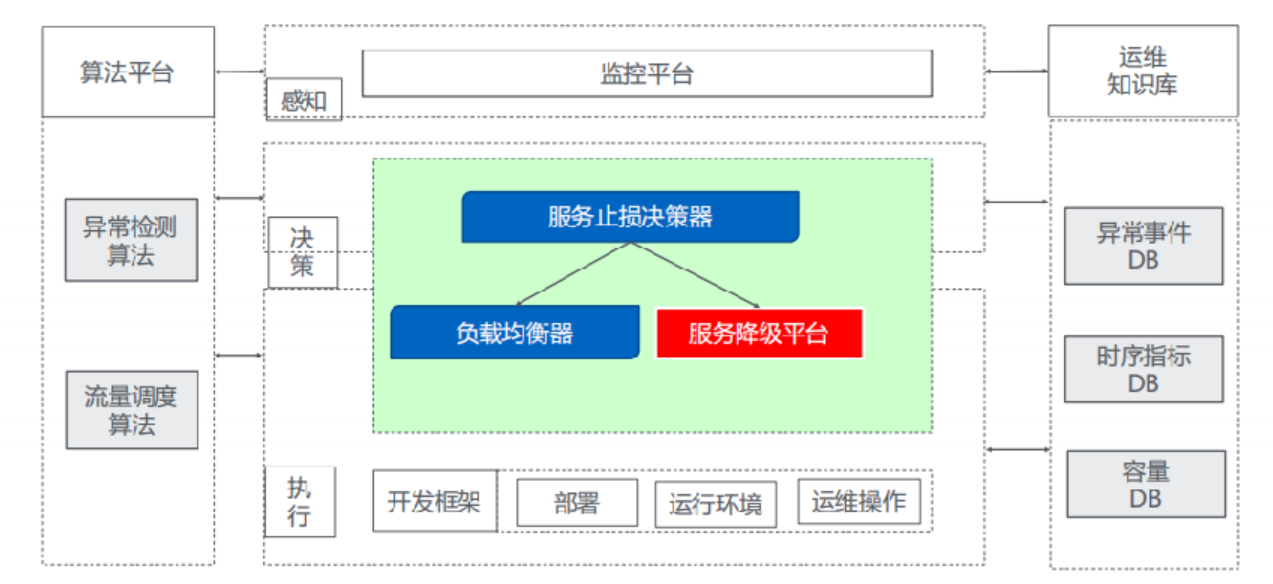 算法平台
监控平台
感知
运维
知识库
异常检测
算法
流量调度
算法
决
策
服务止损决策器
负载均衡器
服务降级平台
执
行
开发框架
部署
运行环境
运维操作
异常事件
DB
时序指标
DB
容量
DB